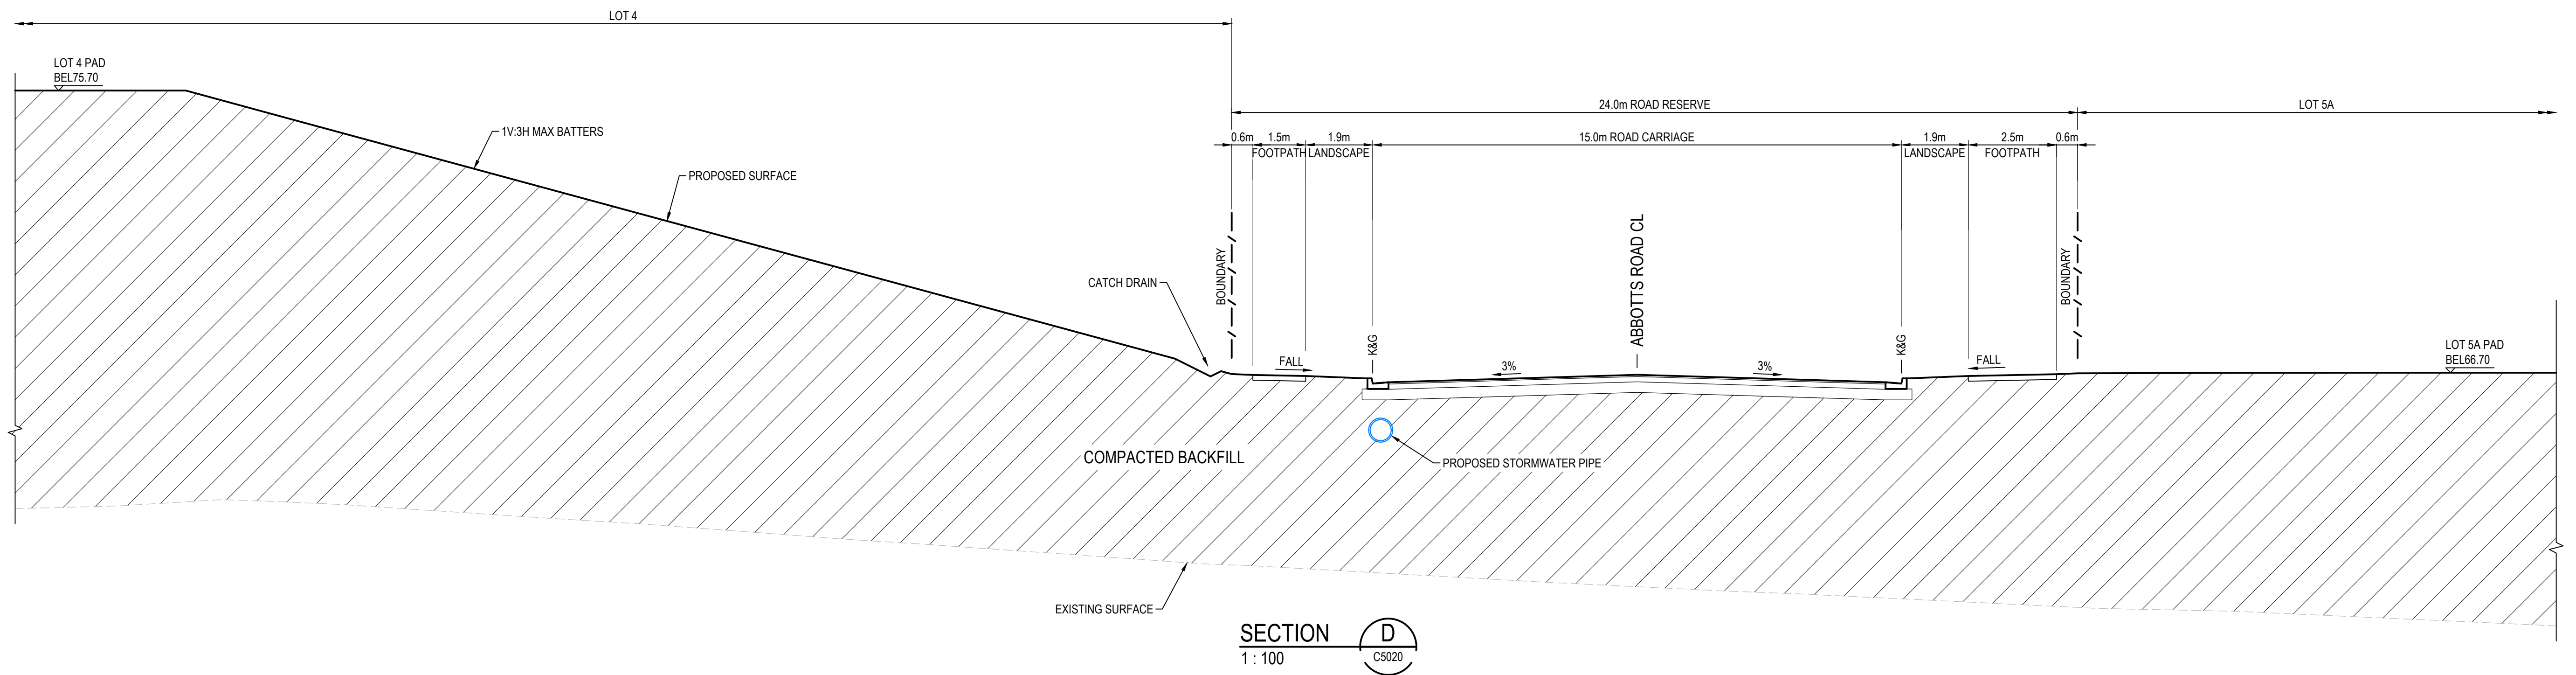 LOT 4
LOT 4 PAD
BEL75.70
24.0m ROAD RESERVE
LOT 5A
1V:3H MAX BATTERS
0.6m
1.5m
1.9m
15.0m ROAD CARRIAGE
1.9m
2.5m
0.6m
FOOTPATH
LANDSCAPE
LANDSCAPE
FOOTPATH
PROPOSED SURFACE
CATCH DRAIN
BOUNDARY
ABBOTTS ROAD CL
BOUNDARY
K&G
K&G
FALL
3%
3%
FALL
LOT 5A PAD
BEL66.70
COMPACTED BACKFILL
PROPOSED STORMWATER PIPE
EXISTING SURFACE
SECTION
D
1 : 100
C5020